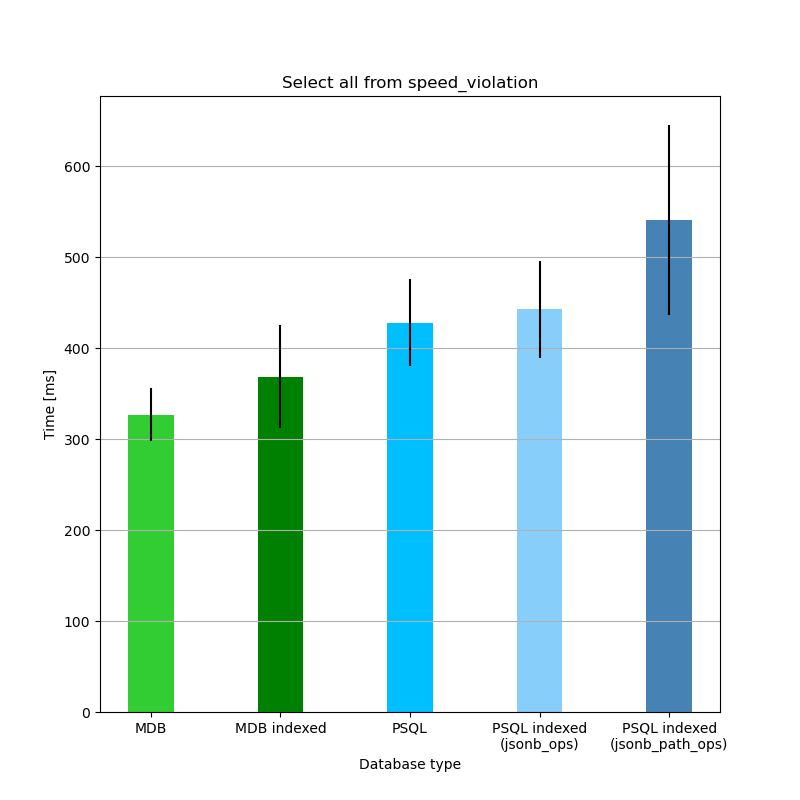 Select all from speed_violation
Time [ms]
600
500
400
300
200
100
0
MDB
MDB indexed
PSQL
PSQL indexed
(jsonb_ops)
PSQL indexed
(jsonb_path_ops)
Database type